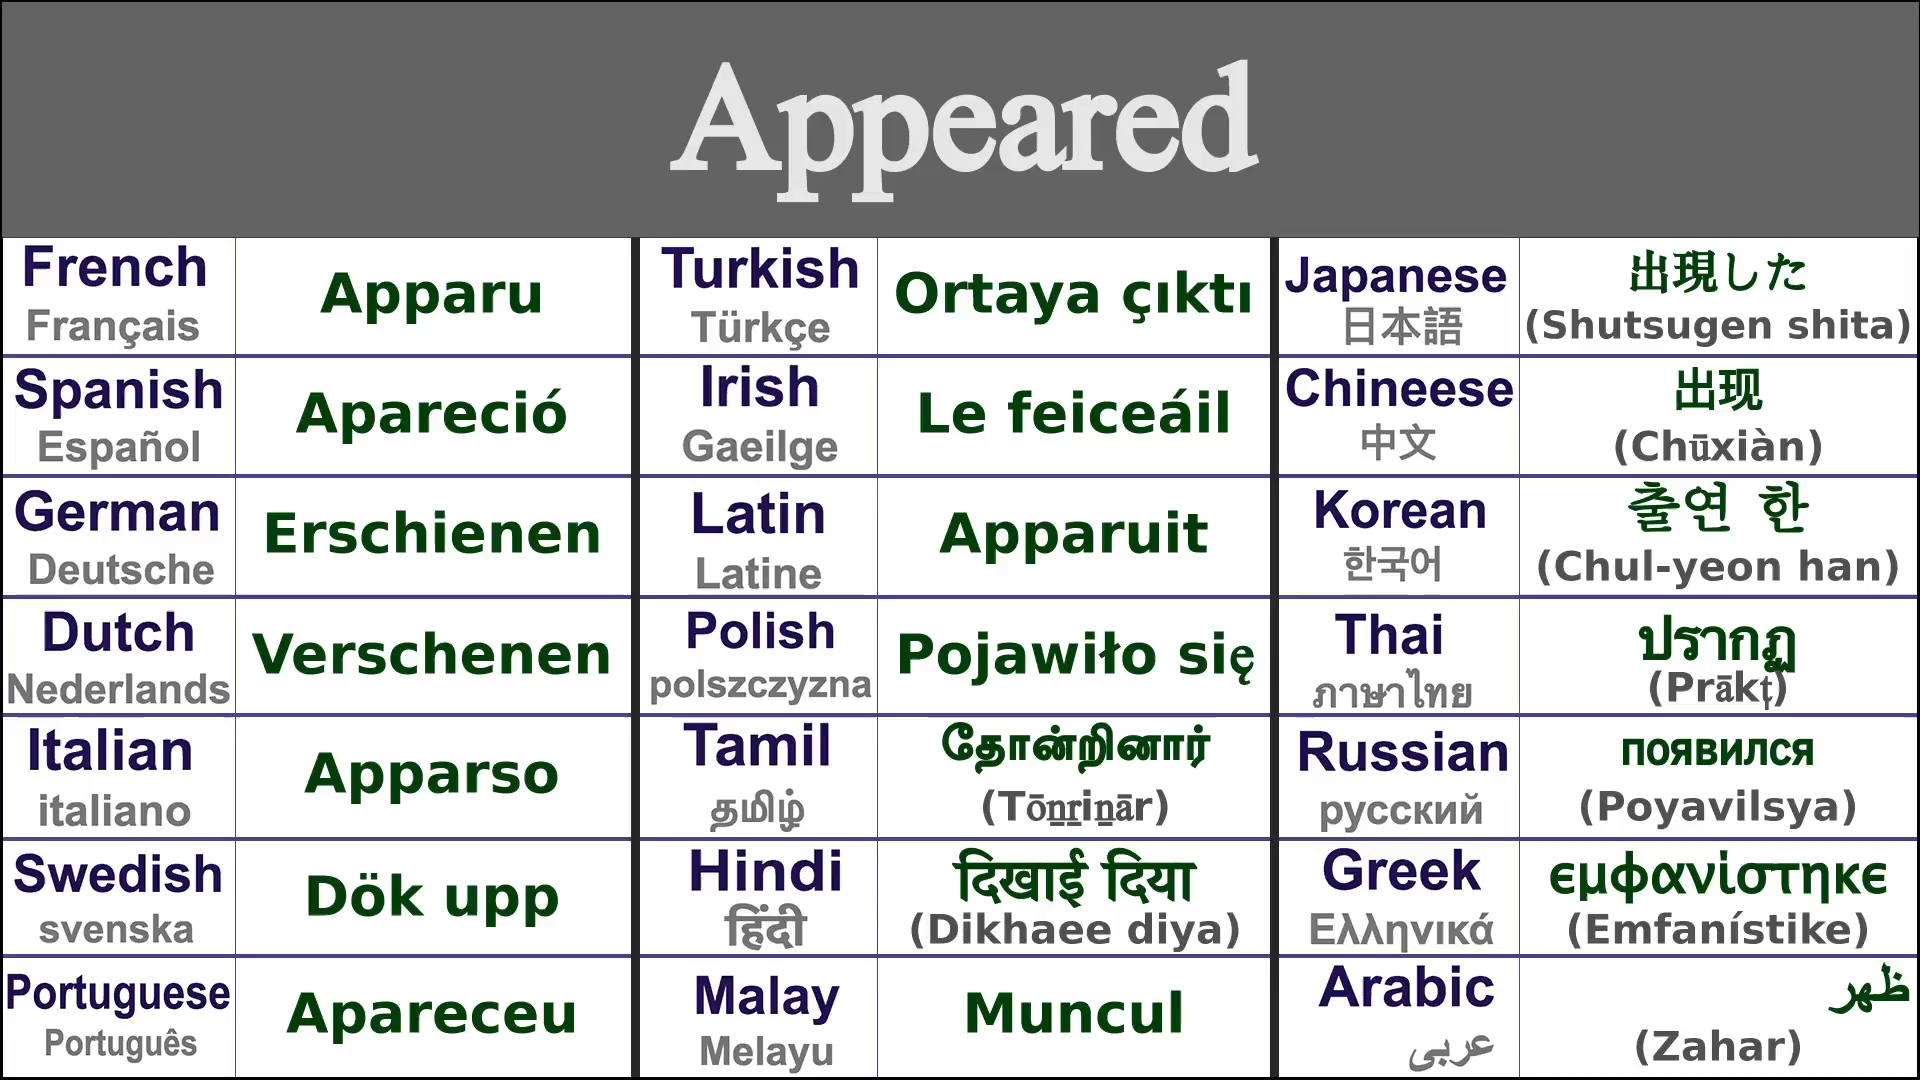 Appeared
French
Français
Apparu
Turkish
Türkçe
Ortaya çıktı
Japanese
日本語
出現した
(Shutsugen shita)
Spanish
Español
Apareció
Irish
Gaeilge
Le feiceáil
Chineese
中文
出现
(Chūxiàn)
German
Deutsche
Erschienen
Latin
Latine
Apparuit
Korean
한국어
출연 한
(Chul-yeon han)
Dutch
Nederlands
Verschenen
Polish
polszczyzna
Pojawiło się
Thai
ภาษาไทย
ปรากฏ
(Prākṭ)
Italian
italiano
Apparso
Tamil
தமிழ்
தோன்றினார்
(Tōṉṟiṉār)
Russian
русский
появился
(Poyavilsya)
Swedish
svenska
Dök upp
Hindi
हिंदी
दिखाई दिया
(Dikhaee diya)
Greek
Ελληνικά
εμφανίστηκε
(Emfanístike)
Portuguese
Português
Apareceu
Malay
Melayu
Muncul
Arabic
عربى
ظهر
(Zahar)